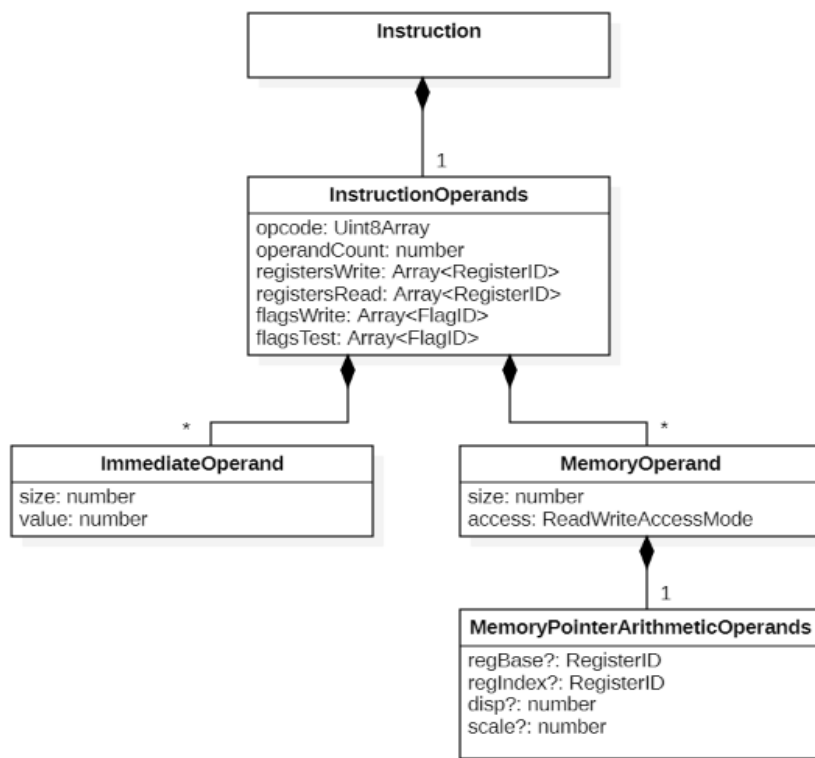 Instruction
1
InstructionOperands
opcode: Uint8Array
operandCount: number
registersWrite: Array<RegisterID>
registersRead: Array<RegisterID>
flagsWrite: Array<FlagID>
flagsTest: Array<FlagID>
*
*
ImmediateOperand
size: number
value: number
MemoryOperand
size: number
access: ReadWriteAccessMode
1
MemoryPointerArithmeticOperands
regBase?: RegisterID
regIndex?: RegisterID
disp?: number
scale?: number